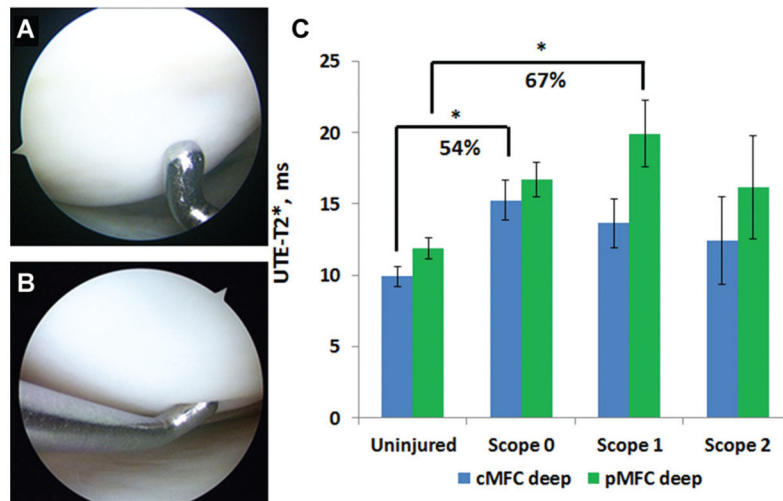 A
B
C
UTE-T2*, ms
25
20
15
10
5
0
*
67%
*
54%
Uninjured Scope 0 Scope 1 Scope 2
cMFC deep pMFC deep